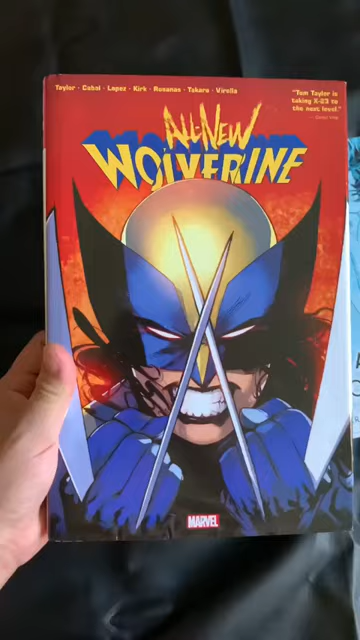 Taylor · Cabal · Lopez · Kirk · Rosanas · Takara · Virella
"Tom Taylor is
taking X-23 to
the next level."
ALL-NEW
WOLVERINE
MARVEL